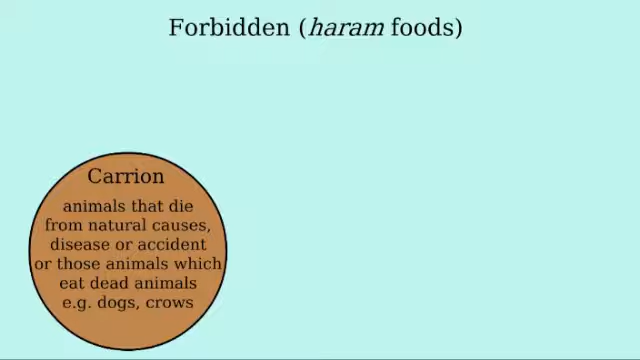 Forbidden (haram foods)
Carrion
animals that die
from natural causes,
disease or accident
or those animals which
eat dead animals
e.g. dogs, crows